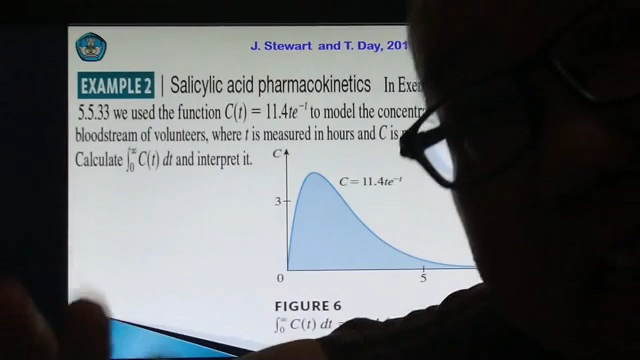 J. Stewart and T. Day, 201
EXAMPLE 2 | Salicylic acid pharmacokinetics In Exer
5.5.33 we used the function C(t) = 11.4te⁻ᵗ to model the concentr
bloodstream of volunteers, where t is measured in hours and C is
Calculate ∫₀^∞ C(t) dt and interpret it.
C
C = 11.4te⁻ᵗ
3
0
5
FIGURE 6
∫₀^∞ C(t) dt =